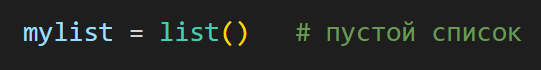 mylist = list()   # пустой список